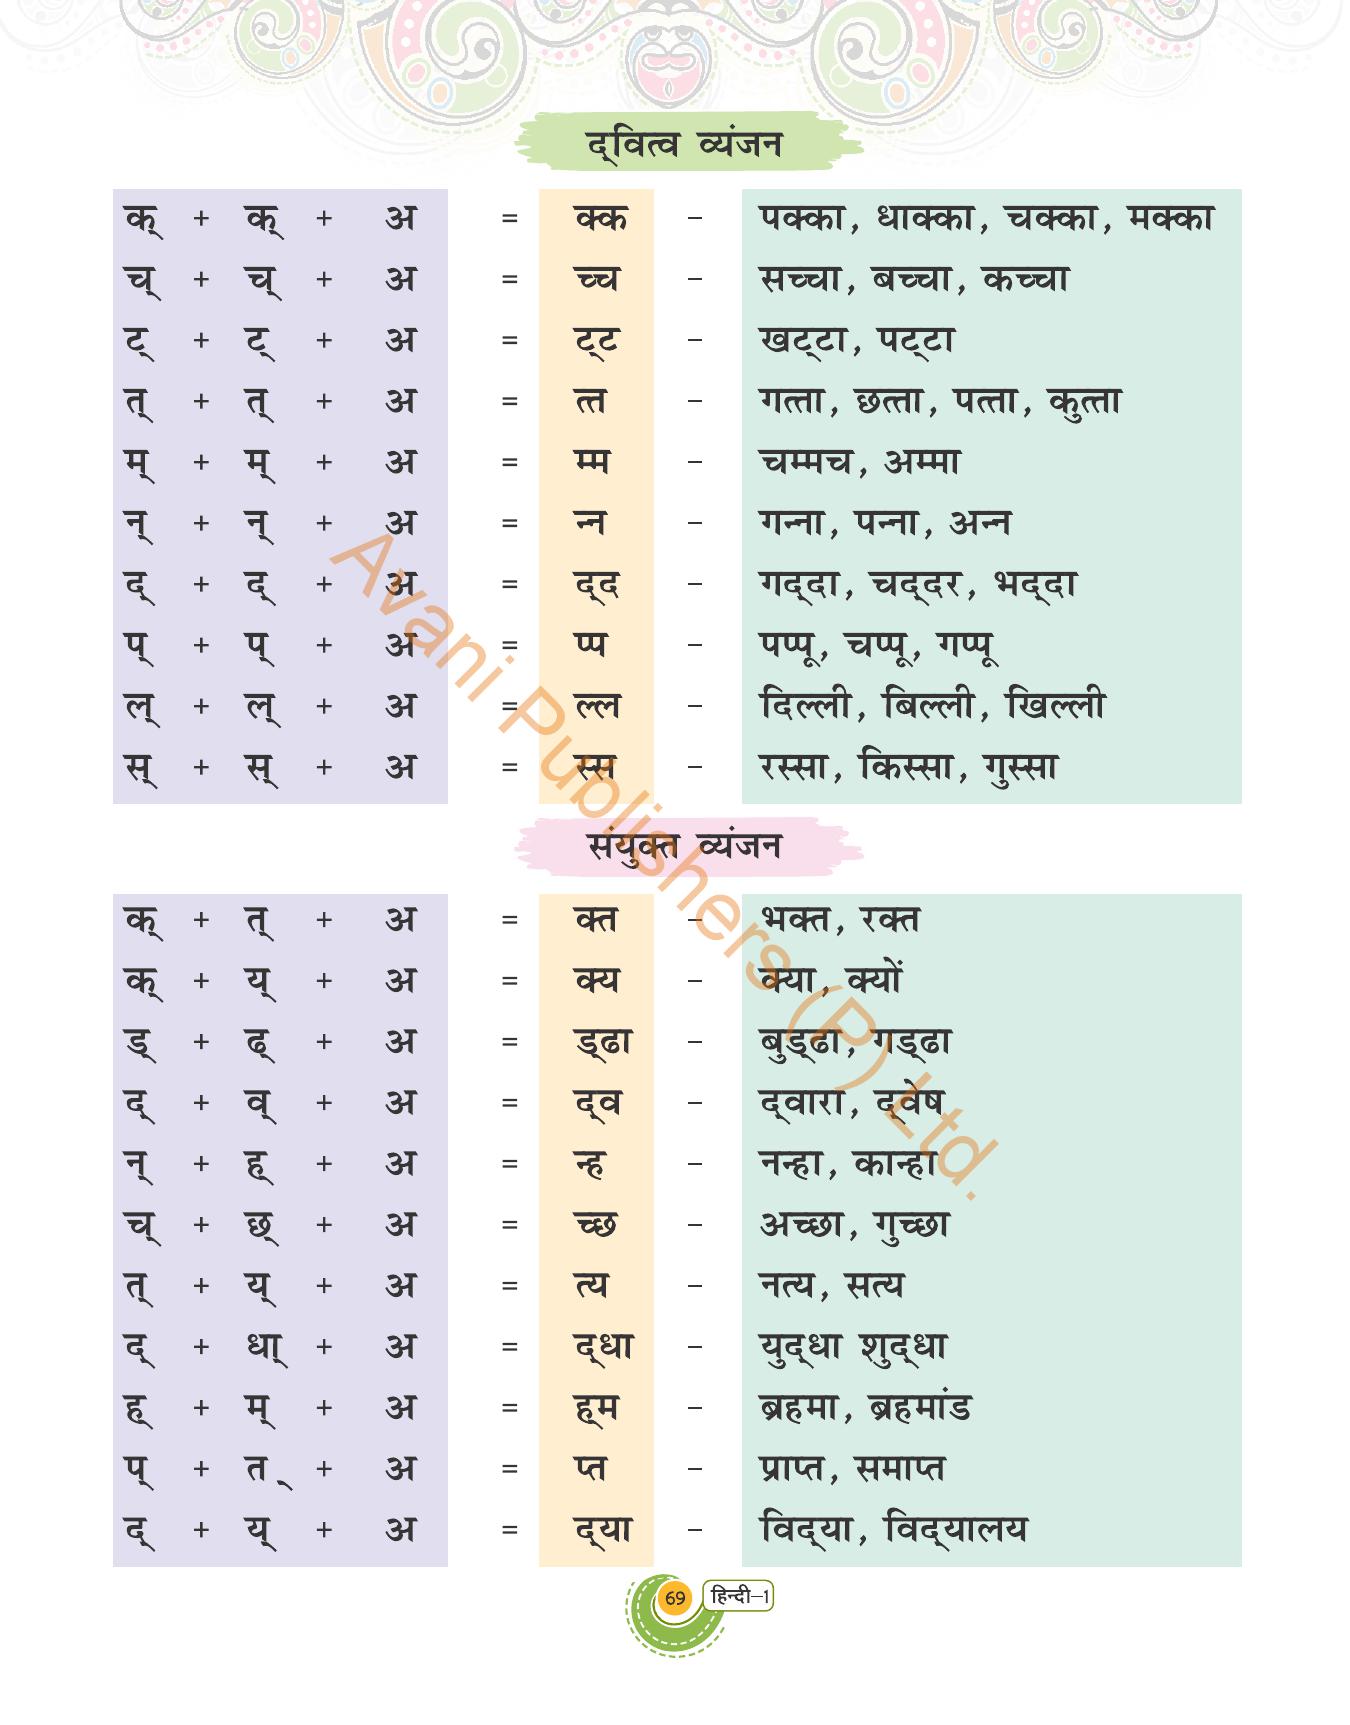 द्‌वित्व व्यंजन
क् + क् + अ = क्क – पक्का, धाक्का, चक्का, मक्का
च् + च् + अ = च्च – सच्चा, बच्चा, कच्चा
ट् + ट् + अ = ट्‌ट – खट्‌टा, पट्‌टा
त् + त् + अ = त्त – गत्ता, छत्ता, पत्ता, कुत्ता
म् + म् + अ = म्म – चम्मच, अम्मा
न् + न् + अ = न्न – गन्ना, पन्ना, अन्न
द् + द् + अ = द्‌द – गद्‌दा, चद्‌दर, भद्‌दा
प् + प् + अ = प्प – पप्पू, चप्पू, गप्पू
ल् + ल् + अ = ल्ल – दिल्ली, बिल्ली, खिल्ली
स् + स् + अ = स्स – रस्सा, किस्सा, गुस्सा
संयुक्त व्यंजन
क् + त् + अ = क्त – भक्त, रक्त
क् + य् + अ = क्य – क्या, क्यों
ड् + ढ् + अ = ड्‌ढा – बुड्‌ढा, गड्‌ढा
द् + व् + अ = द्‌व – द्‌वारा, द्‌वेष
न् + ह् + अ = न्ह – नन्हा, कान्हा
च् + छ् + अ = च्छ – अच्छा, गुच्छा
त् + य् + अ = त्य – नत्य, सत्य
द् + धा् + अ = द्‌धा – युद्‌धा शुद्‌धा
ह् + म् + अ = ह्‌म – ब्रहमा, ब्रहमांड
प् + त् + अ = प्त – प्राप्त, समाप्त
द् + य् + अ = द्‌या – विद्‌या, विद्‌यालय
69 हिन्दी–1
Avani Publishers (P) Ltd.